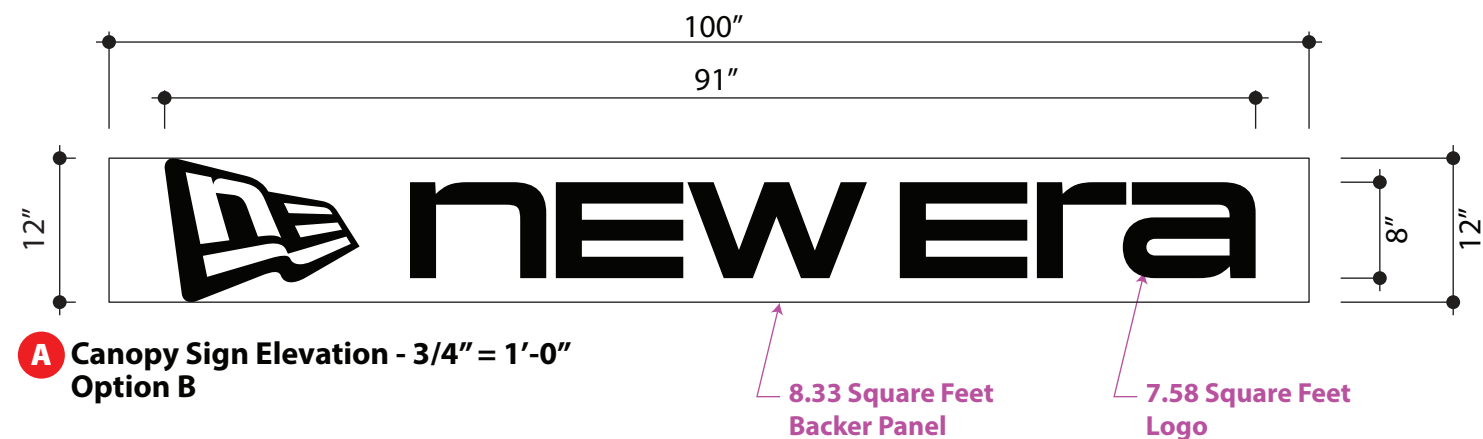 100”
91”
12”
NEW ERA
8”
12”
A Canopy Sign Elevation - 3/4” = 1’-0”
Option B
8.33 Square Feet
Backer Panel
7.58 Square Feet
Logo